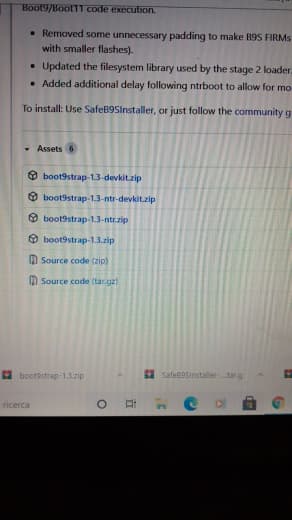 Boot9/Boot11 code execution.
Removed some unnecessary padding to make B9S FIRMs
with smaller flashes).
Updated the filesystem library used by the stage 2 loader.
Added additional delay following ntrboot to allow for mo
To install: Use SafeB9SInstaller, or just follow the community g
Assets 6
boot9strap-1.3-devkit.zip
boot9strap-1.3-ntr-devkit.zip
boot9strap-1.3-ntr.zip
boot9strap-1.3.zip
Source code (zip)
Source code (tar.gz)
boot9strap-1.3.zip
SafeB9SInstaller-....tar.g
ricerca